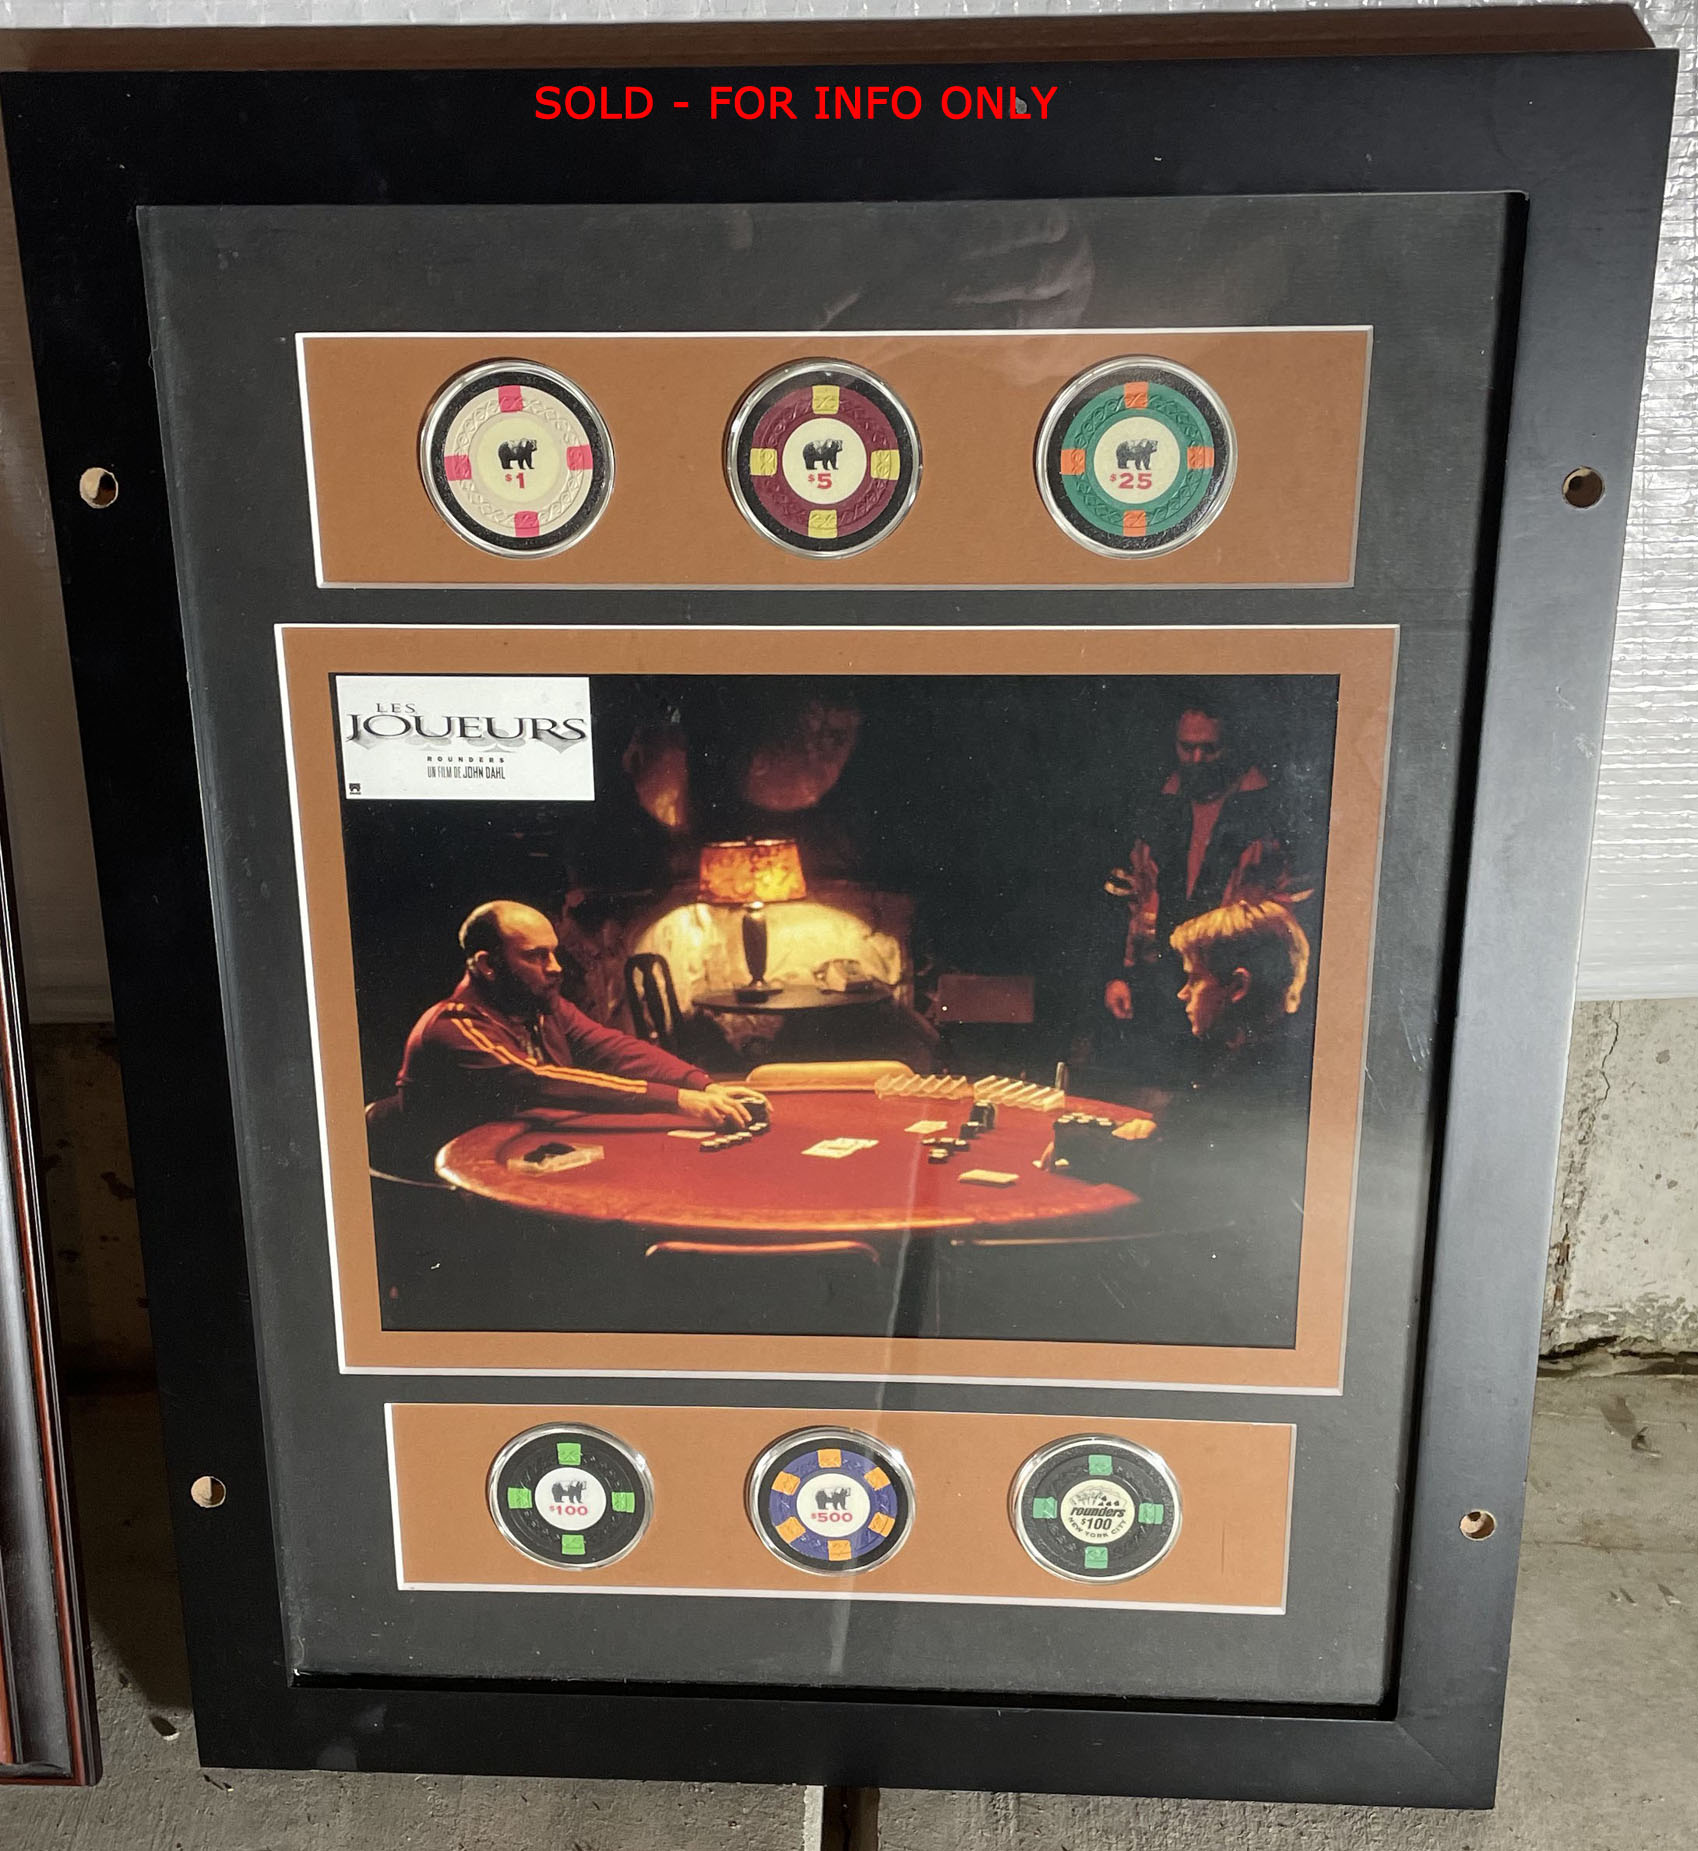 SOLD - FOR INFO ONLY
$1
$5
$25
LES
JOUEURS
ROUNDERS
UN FILM DE JOHN DAHL
$100
$500
rounders
$100
NEW YORK CITY